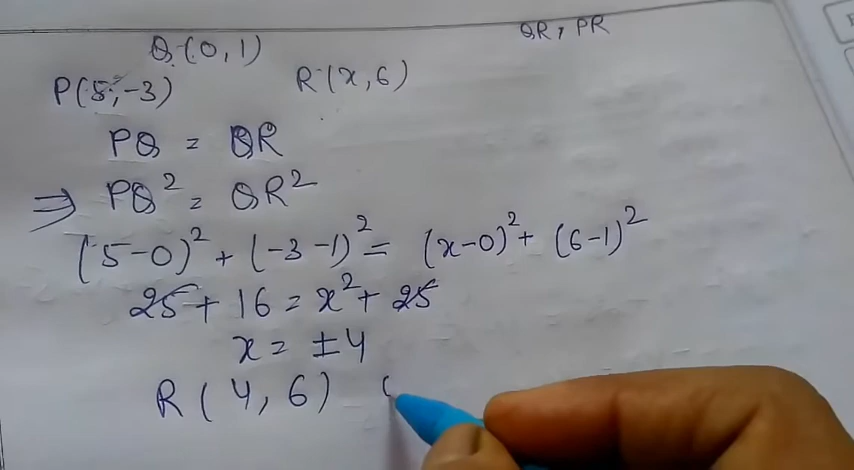 QR, PR
Q(0,1)
P(5,-3) R(x,6)
PQ = QR
⇒ PQ² = QR²
(5-0)² + (-3-1)² = (x-0)² + (6-1)²
25 + 16 = x² + 25
x = ±4
R(4,6) (